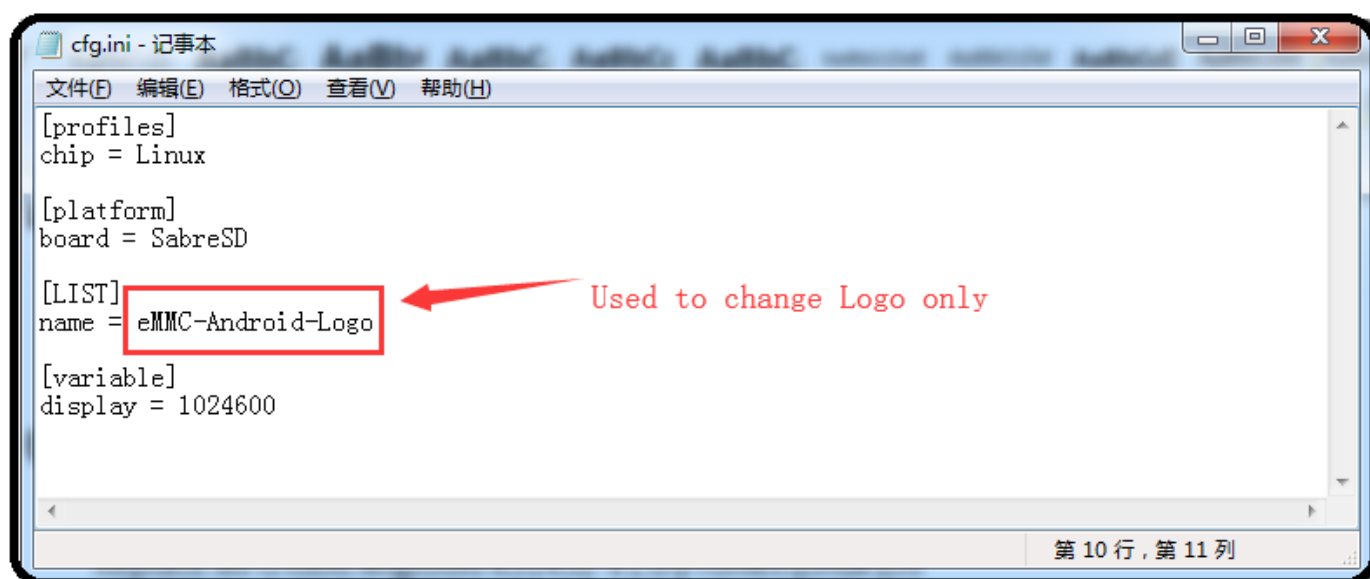 cfg.ini - 记事本
文件(F) 编辑(E) 格式(O) 查看(V) 帮助(H)
[profiles]
chip = Linux
[platform]
board = SabreSD
[LIST]
name = eMMC-Android-Logo
Used to change Logo only
[variable]
display = 1024600
第 10 行，第 11 列